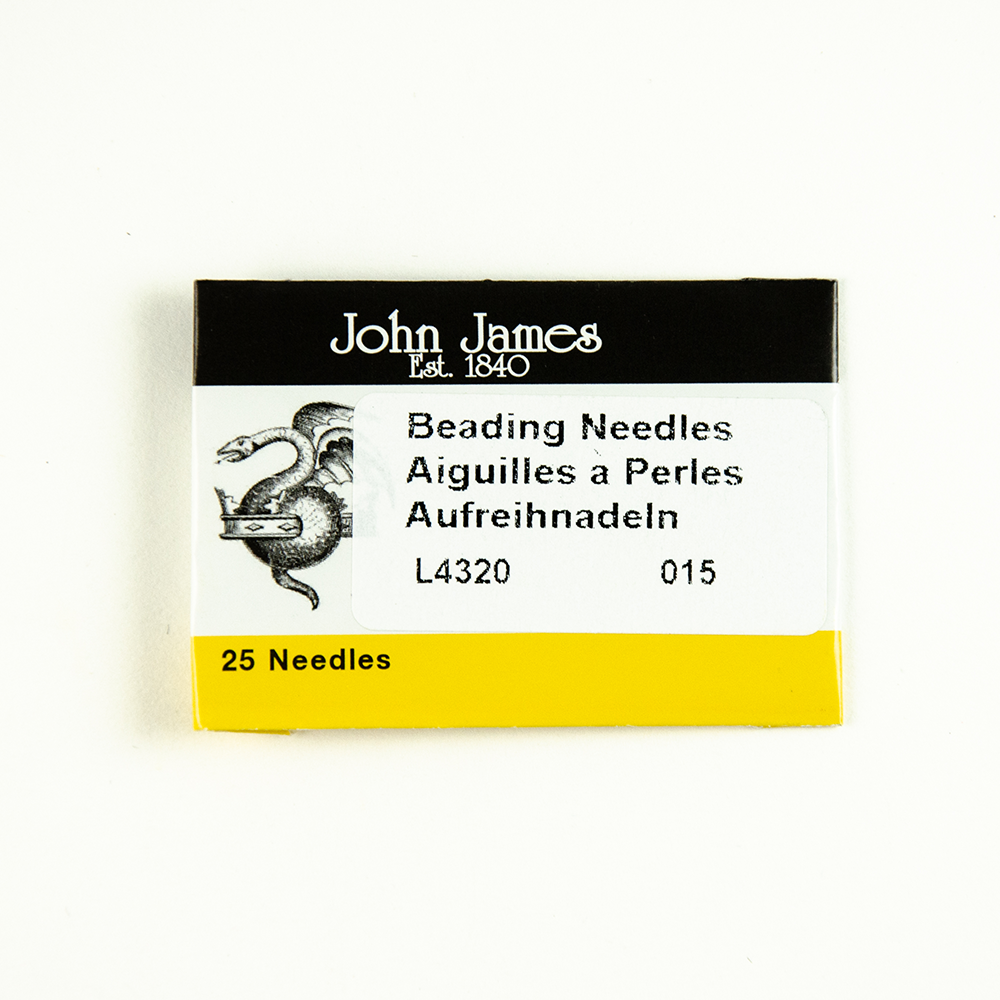 John James
Est. 1840
Beading Needles
Aiguilles a Perles
Aufreihnadeln
L4320 015
25 Needles